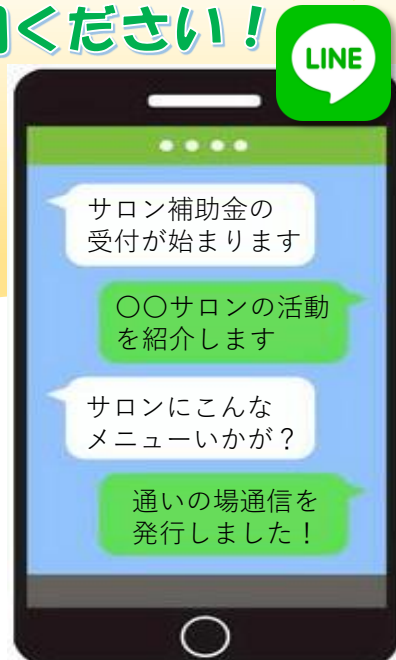 ください！
LINE
サロン補助金の
受付が始まります
〇〇サロンの活動
を紹介します
サロンにこんな
メニューいかが？
通いの場通信を
発行しました！